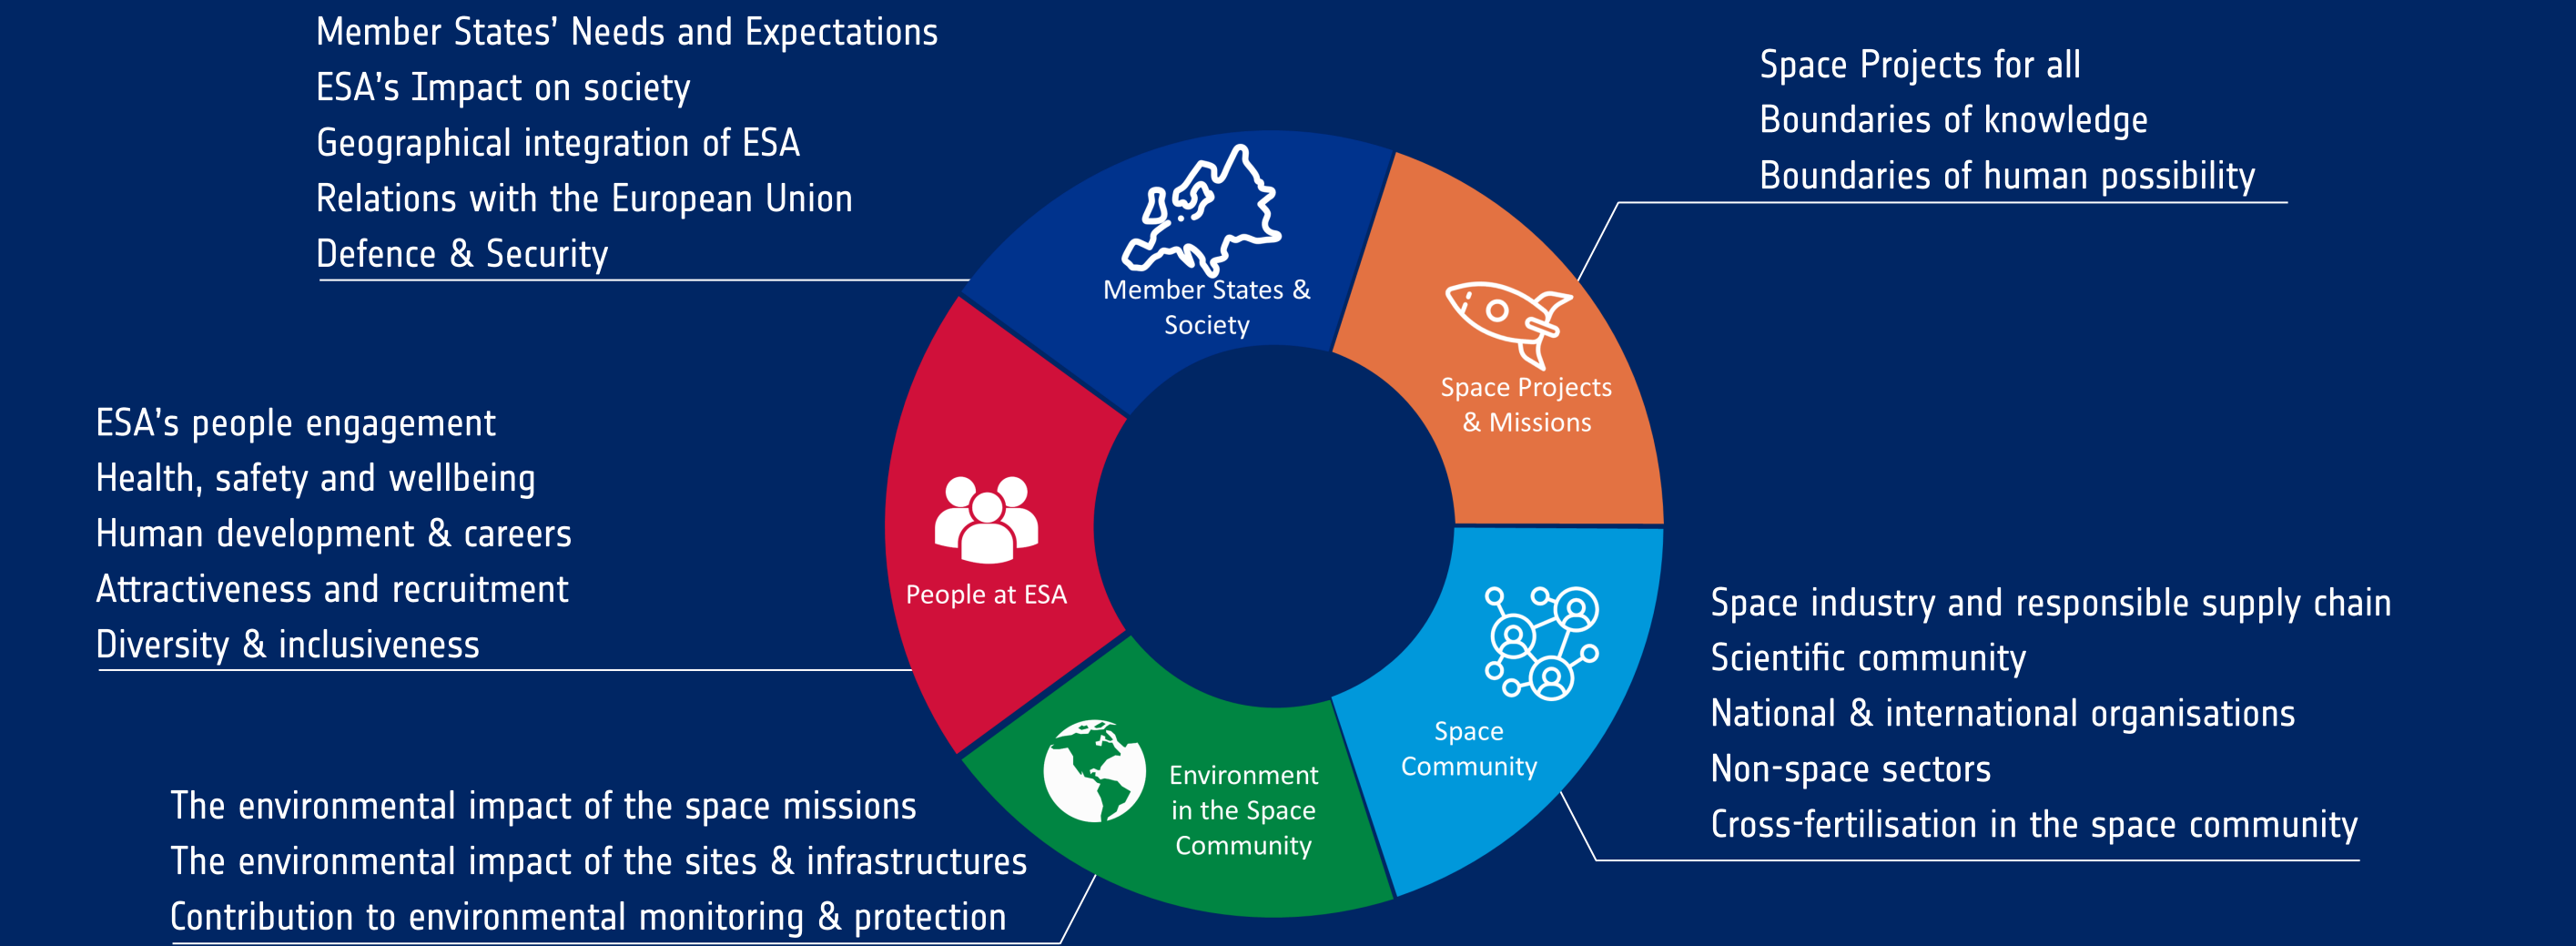 Member States’ Needs and Expectations
ESA’s Impact on society
Geographical integration of ESA
Relations with the European Union
Defence & Security
Space Projects for all
Boundaries of knowledge
Boundaries of human possibility
Member States &
Society
Space Projects
& Missions
ESA’s people engagement
Health, safety and wellbeing
Human development & careers
Attractiveness and recruitment
Diversity & inclusiveness
People at ESA
Space industry and responsible supply chain
Scientific community
National & international organisations
Non-space sectors
Cross-fertilisation in the space community
Space
Community
Environment
in the Space
Community
The environmental impact of the space missions
The environmental impact of the sites & infrastructures
Contribution to environmental monitoring & protection